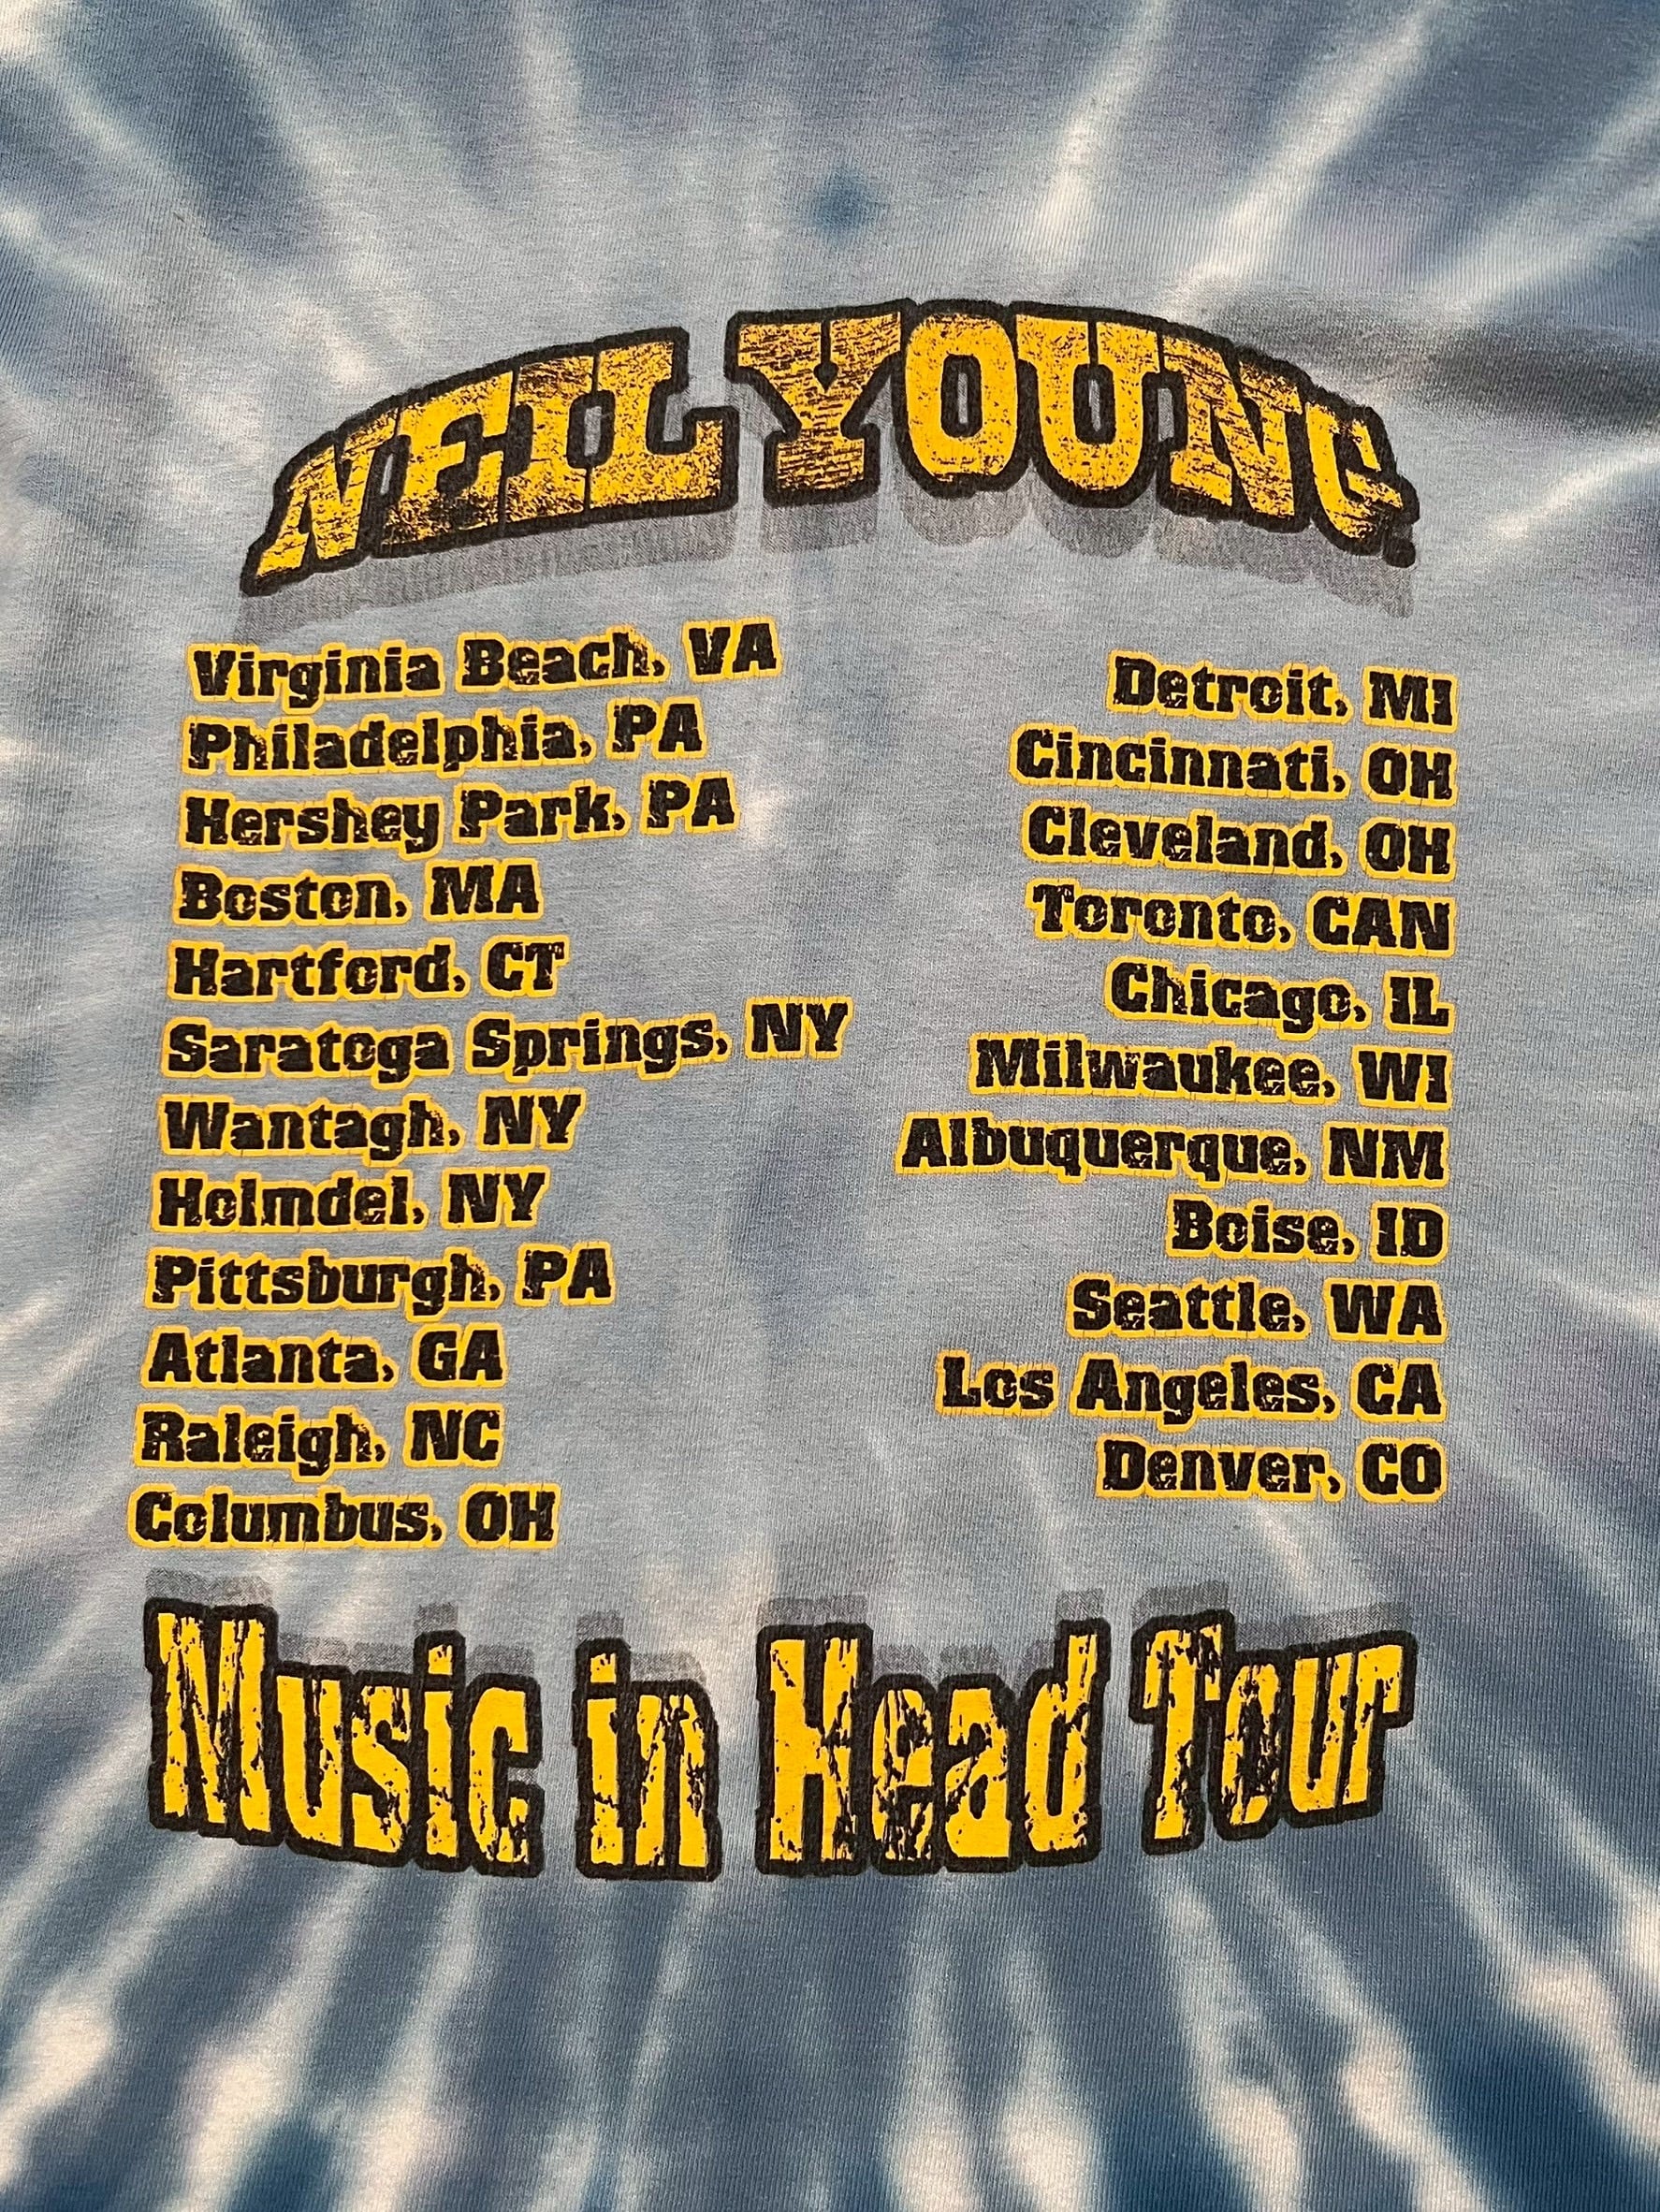 NEIL YOUNG
Virginia Beach, VA
Philadelphia, PA
Hershey Park, PA
Boston, MA
Hartford, CT
Saratoga Springs, NY
Wantagh, NY
Holmdel, NY
Pittsburgh, PA
Atlanta, GA
Raleigh, NC
Columbus, OH
Detroit, MI
Cincinnati, OH
Cleveland, OH
Toronto, CAN
Chicago, IL
Milwaukee, WI
Albuquerque, NM
Boise, ID
Seattle, WA
Los Angeles, CA
Denver, CO
Music in Head Tour